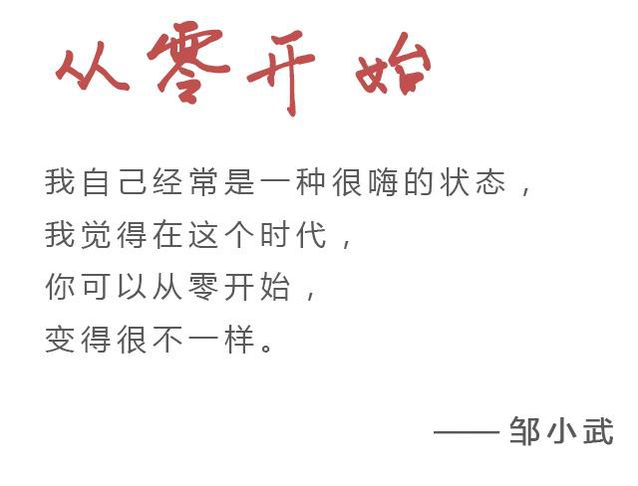 从零开始
我自己经常是一种很嗨的状态，
我觉得在这个时代，
你可以从零开始，
变得很不一样。
——邹小武